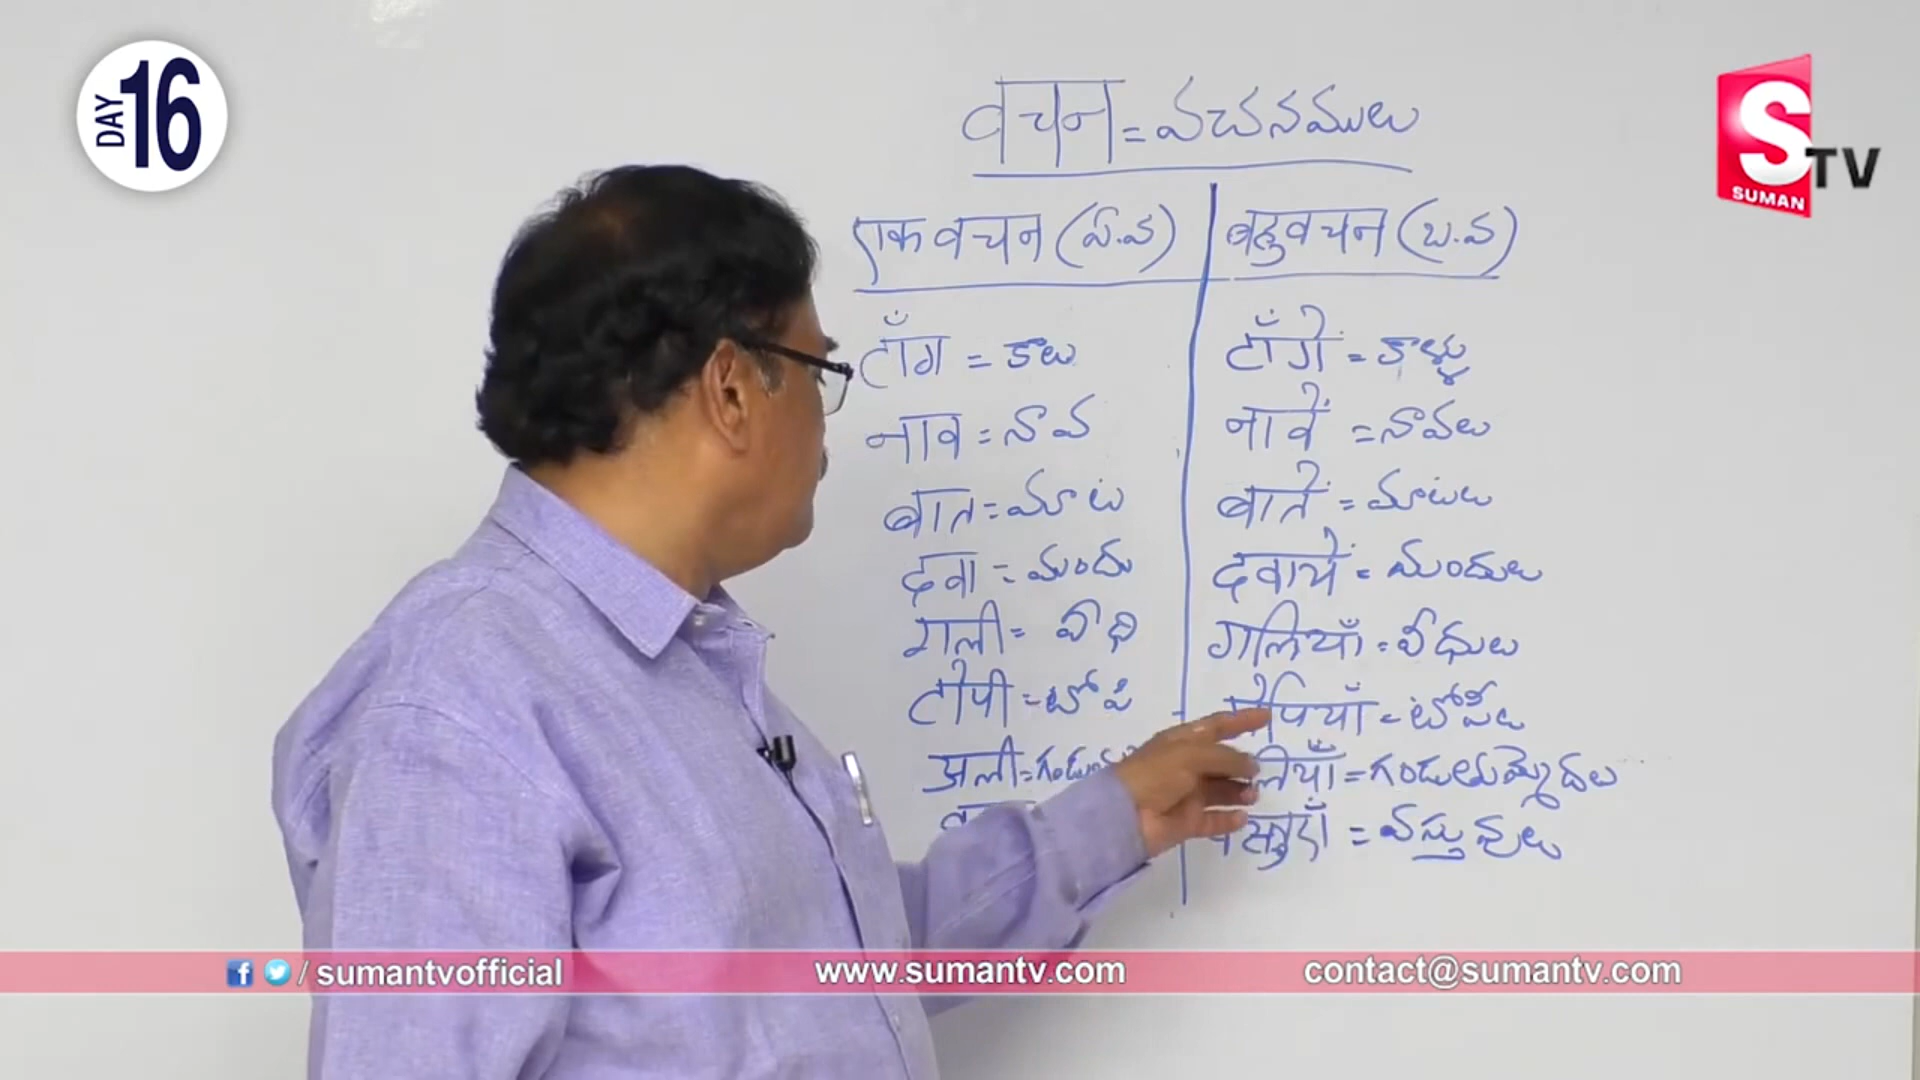 DAY 16
S TV
SUMAN
वचन = వచనములు
एकवचन (ఏ.వ) बहुवचन (బ.వ)
टाँग = కాలు टाँगें = కాళ్ళు
नाव = నావ नावें = నావలు
बात = మాట बातें = మాటలు
दवा = మందు दवायें = మందులు
गली = వీధి गलियाँ = వీధులు
टोपी = టోపి टोपियाँ = టోపీలు
अली = లియाँ = గండుతుమ్మెదలు
वस्तुएँ = వస్తువులు
/ sumantvofficial www.sumantv.com contact@sumantv.com